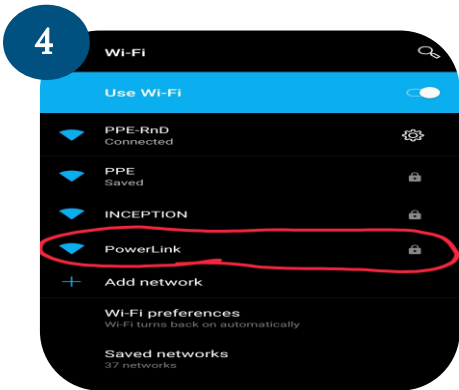 4
Wi-Fi
Use Wi-Fi
PPE-RnD
Connected
PPE
Saved
INCEPTION
PowerLink
Add network
Wi-Fi preferences
Wi-Fi turns back on automatically
Saved networks
37 networks